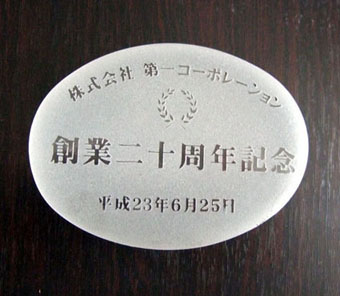 株式会社 第一コーポレーション
創業二十周年記念
平成23年6月25日